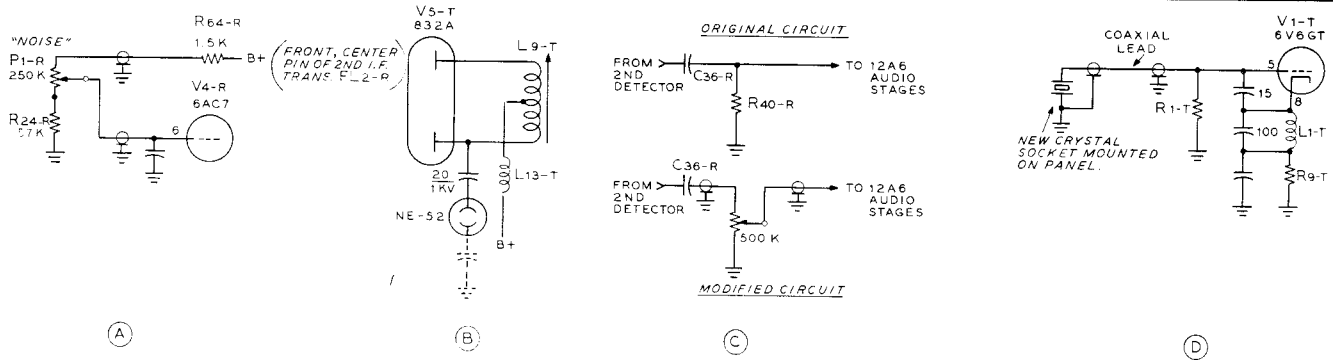 "NOISE"
P1-R
250K
R64-R
1.5K
B+
(FRONT, CENTER
PIN OF 2ND I.F.
TRANS. FL2-R)
V4-R
6AC7
R24-R
6
A
V5-T
832A
L9-T
20
1KV
L13-T
NE-52
B+
B
ORIGINAL CIRCUIT
FROM
2ND
DETECTOR
C36-R
TO 12A6
AUDIO
STAGES
R40-R
C36-R
FROM
2ND
DETECTOR
TO 12A6
AUDIO
STAGES
500K
MODIFIED CIRCUIT
C
V1-T
6V6GT
COAXIAL
LEAD
5
15
8
R1-T
100
L1-T
NEW CRYSTAL
SOCKET MOUNTED
ON PANEL.
R9-T
D